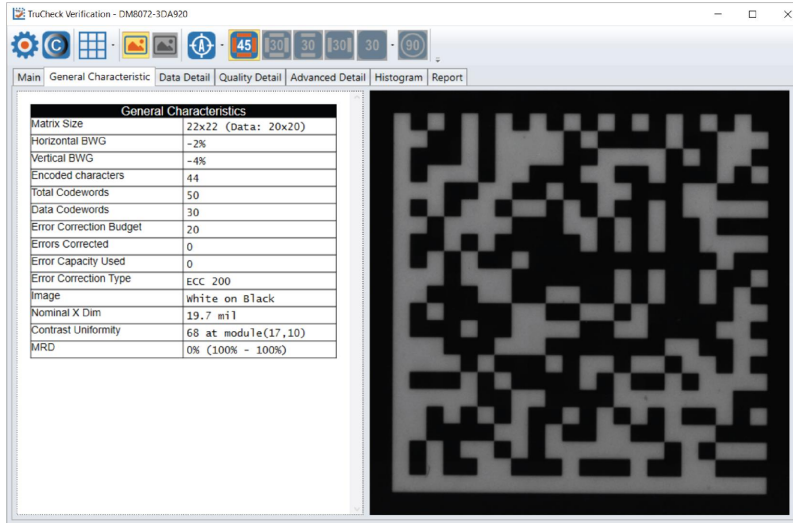 TruCheck Verification - DM8072-3DA920
A 45 30 30 30 30 90
Main General Characteristic Data Detail Quality Detail Advanced Detail Histogram Report
General Characteristics
Matrix Size 22x22 (Data: 20x20)
Horizontal BWG -2%
Vertical BWG -4%
Encoded characters 44
Total Codewords 50
Data Codewords 30
Error Correction Budget 20
Errors Corrected 0
Error Capacity Used 0
Error Correction Type ECC 200
Image White on Black
Nominal X Dim 19.7 mil
Contrast Uniformity 68 at module(17,10)
MRD 0% (100% - 100%)